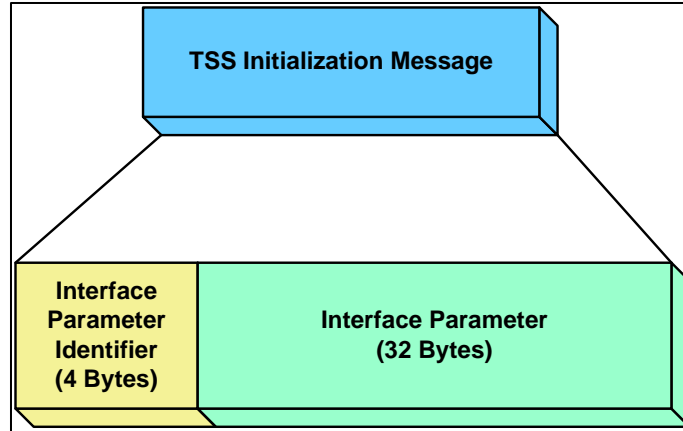 TSS Initialization Message
Interface
Parameter
Identifier
(4 Bytes)
Interface Parameter
(32 Bytes)